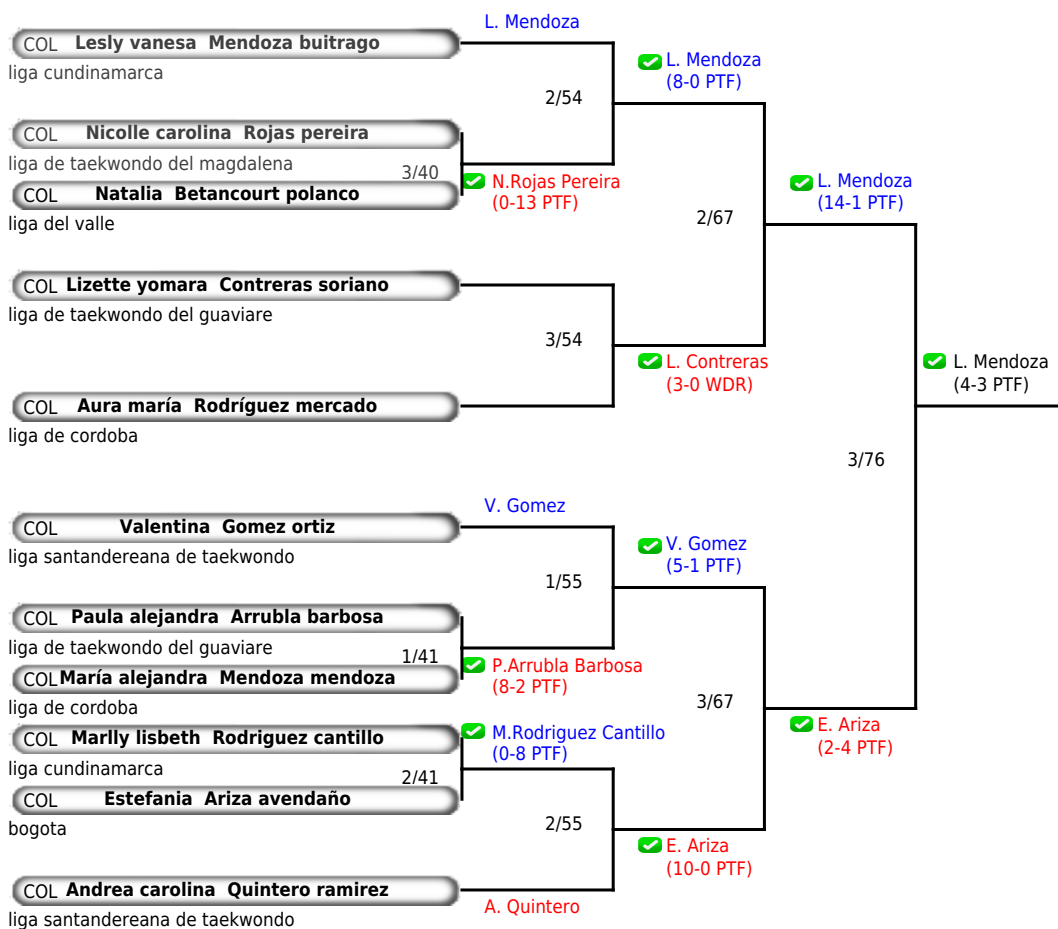 L. Mendoza
COL Lesly vanesa Mendoza buitrago
liga cundinamarca
L. Mendoza
(8-0 PTF)
2/54
COL Nicolle carolina Rojas pereira
liga de taekwondo del magdalena
3/40
COL Natalia Betancourt polanco
liga del valle
N.Rojas Pereira
(0-13 PTF)
L. Mendoza
(14-1 PTF)
2/67
COL Lizette yomara Contreras soriano
liga de taekwondo del guaviare
3/54
L. Contreras
(3-0 WDR)
L. Mendoza
(4-3 PTF)
COL Aura maría Rodríguez mercado
liga de cordoba
3/76
V. Gomez
COL Valentina Gomez ortiz
liga santandereana de taekwondo
V. Gomez
(5-1 PTF)
1/55
COL Paula alejandra Arrubla barbosa
liga de taekwondo del guaviare
1/41
COL María alejandra Mendoza mendoza
liga de cordoba
P.Arrubla Barbosa
(8-2 PTF)
3/67
COL Marlly lisbeth Rodriguez cantillo
liga cundinamarca
M.Rodriguez Cantillo
(0-8 PTF)
E. Ariza
(2-4 PTF)
2/41
COL Estefania Ariza avendaño
bogota
2/55
E. Ariza
(10-0 PTF)
COL Andrea carolina Quintero ramirez
liga santandereana de taekwondo
A. Quintero